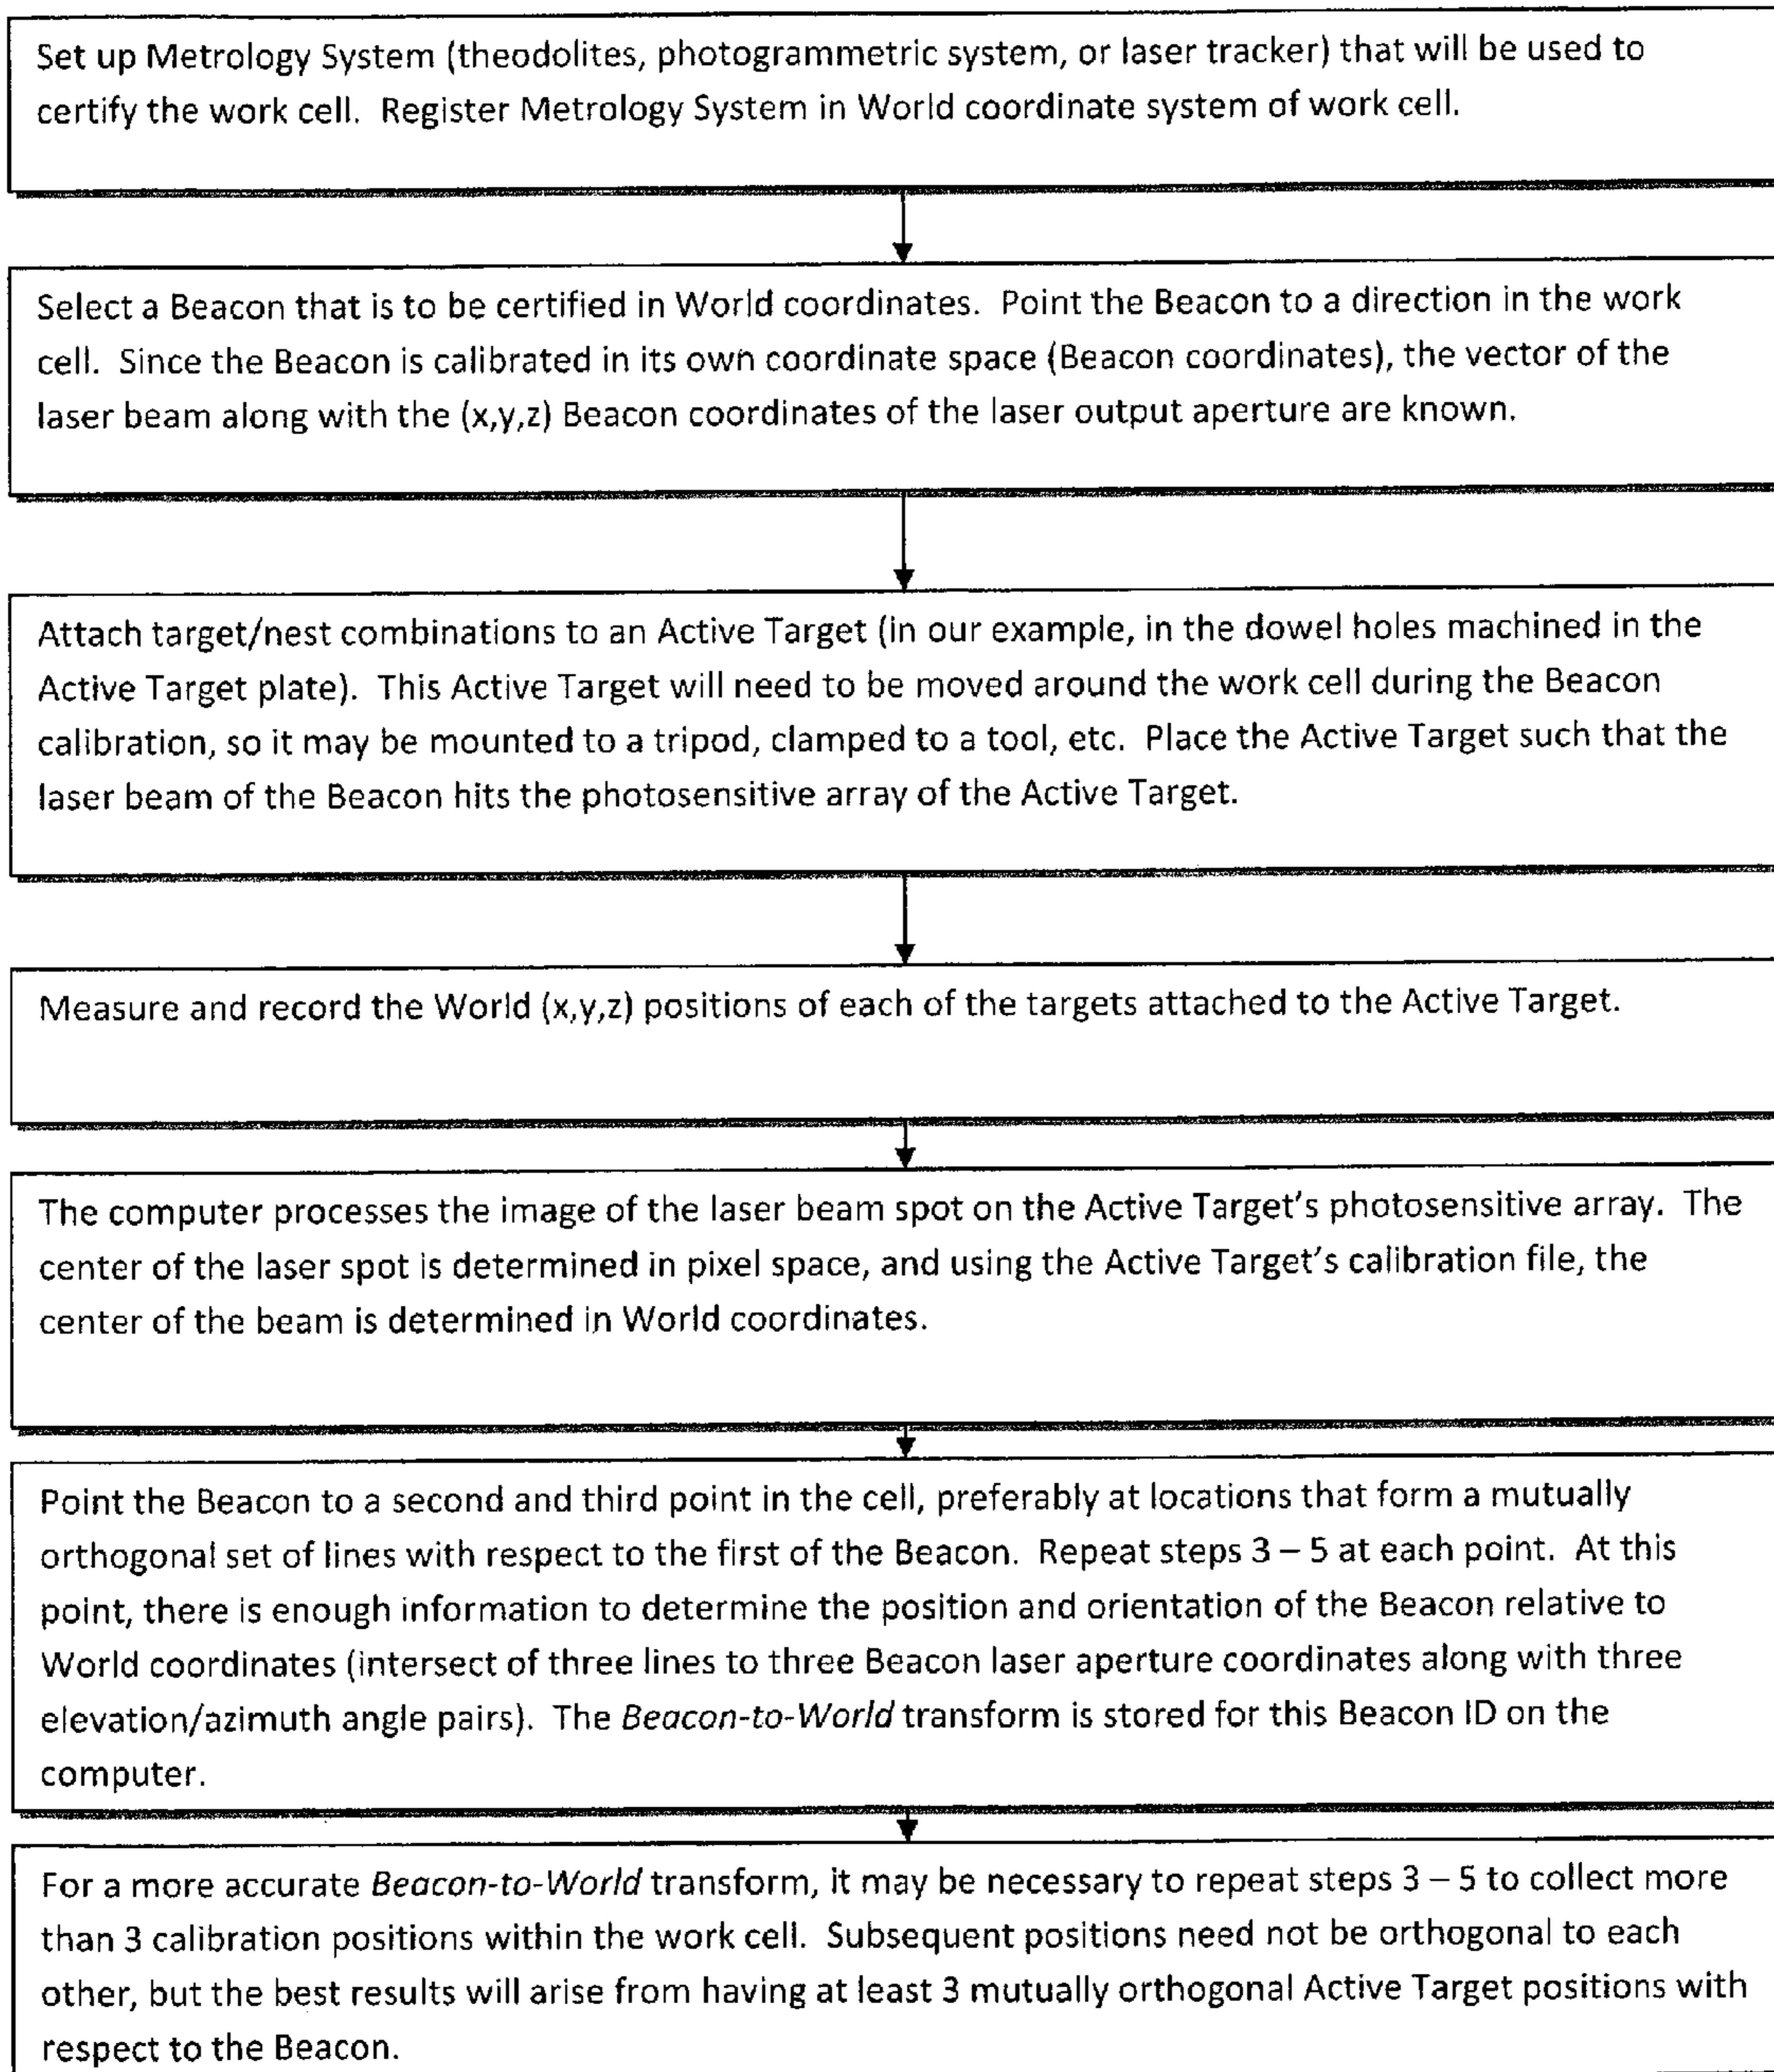 Set up Metrology System (theodolites, photogrammetric system, or laser tracker) that will be used to
certify the work cell. Register Metrology System in World coordinate system of work cell.
Select a Beacon that is to be certified in World coordinates. Point the Beacon to a direction in the work
cell. Since the Beacon is calibrated in its own coordinate space (Beacon coordinates), the vector of the
laser beam along with the (x,y,z) Beacon coordinates of the laser output aperture are known.
Attach target/nest combinations to an Active Target (in our example, in the dowel holes machined in the
Active Target plate). This Active Target will need to be moved around the work cell during the Beacon
calibration, so it may be mounted to a tripod, clamped to a tool, etc. Place the Active Target such that the
laser beam of the Beacon hits the photosensitive array of the Active Target.
Measure and record the World (x,y,z) positions of each of the targets attached to the Active Target.
The computer processes the image of the laser beam spot on the Active Target's photosensitive array. The
center of the laser spot is determined in pixel space, and using the Active Target's calibration file, the
center of the beam is determined in World coordinates.
Point the Beacon to a second and third point in the cell, preferably at locations that form a mutually
orthogonal set of lines with respect to the first of the Beacon. Repeat steps 3 – 5 at each point. At this
point, there is enough information to determine the position and orientation of the Beacon relative to
World coordinates (intersect of three lines to three Beacon laser aperture coordinates along with three
elevation/azimuth angle pairs). The Beacon-to-World transform is stored for this Beacon ID on the
computer.
For a more accurate Beacon-to-World transform, it may be necessary to repeat steps 3 – 5 to collect more
than 3 calibration positions within the work cell. Subsequent positions need not be orthogonal to each
other, but the best results will arise from having at least 3 mutually orthogonal Active Target positions with
respect to the Beacon.